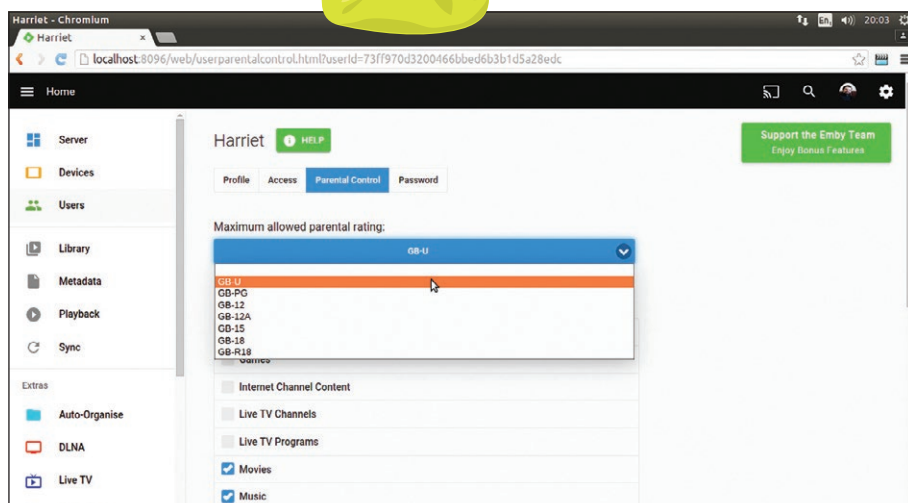 Harriet - Chromium
En
20:03
Harriet
localhost:8096/web/userparentalcontrol.html?userId=73ff970d3200466bbed6b3b1d5a28edc
Home
Server
Devices
Users
Library
Metadata
Playback
Sync
Extras
Auto-Organise
DLNA
Live TV
Harriet
HELP
Support the Emby Team
Enjoy Bonus Features
Profile
Access
Parental Control
Password
Maximum allowed parental rating:
GB-U
GB-U
GB-PG
GB-12
GB-12A
GB-15
GB-18
GB-R18
Games
Internet Channel Content
Live TV Channels
Live TV Programs
Movies
Music